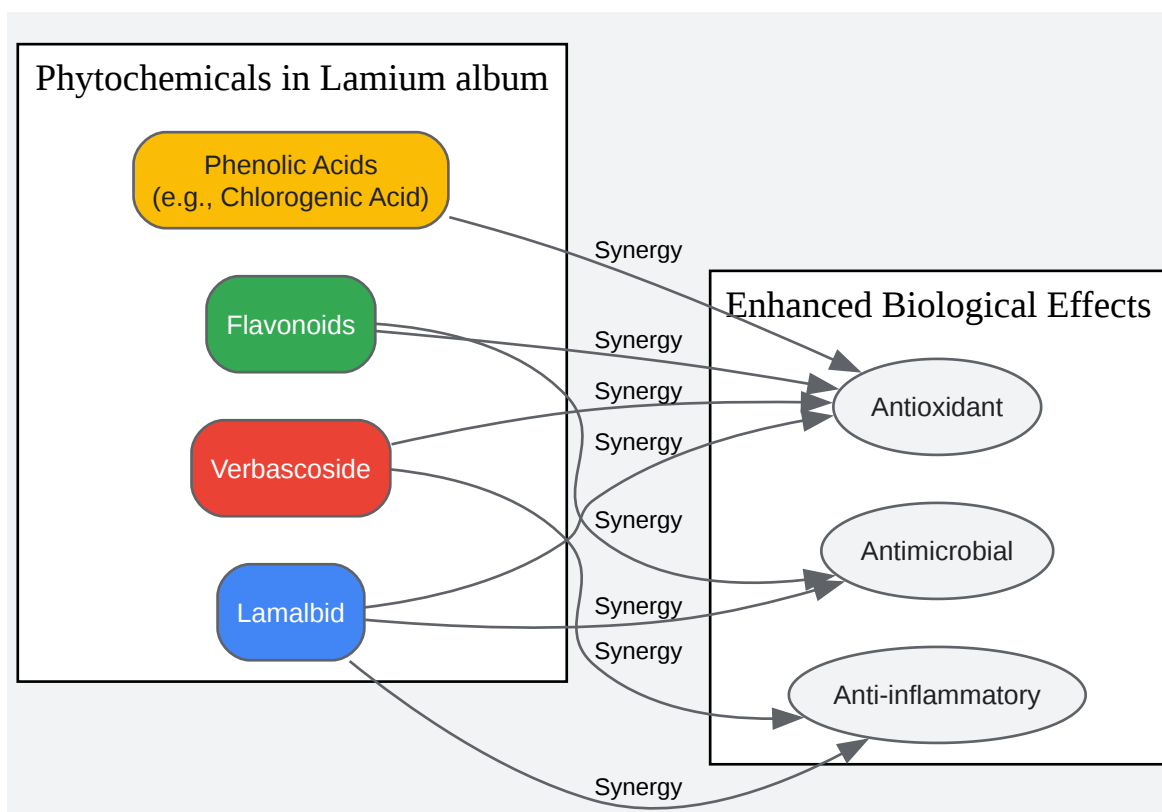 Phytochemicals in Lamium album
Phenolic Acids
(e.g., Chlorogenic Acid)
Flavonoids
Verbascoside
Lamalbid
Synergy
Synergy
Synergy
Synergy
Synergy
Synergy
Synergy
Synergy
Enhanced Biological Effects
Antioxidant
Antimicrobial
Anti-inflammatory